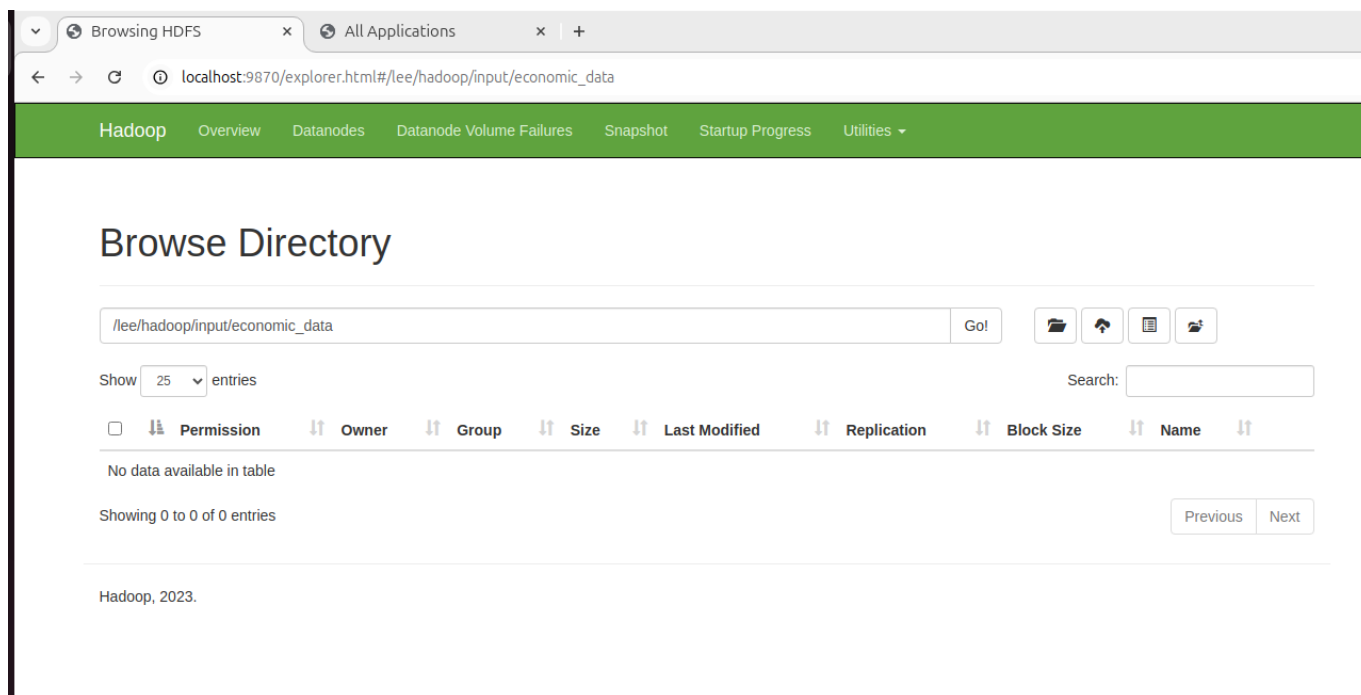 Browsing HDFS All Applications
localhost:9870/explorer.html#/lee/hadoop/input/economic_data
Hadoop Overview Datanodes Datanode Volume Failures Snapshot Startup Progress Utilities
Browse Directory
/lee/hadoop/input/economic_data Go!
Show 25 entries Search:
Permission Owner Group Size Last Modified Replication Block Size Name
No data available in table
Showing 0 to 0 of 0 entries Previous Next
Hadoop, 2023.